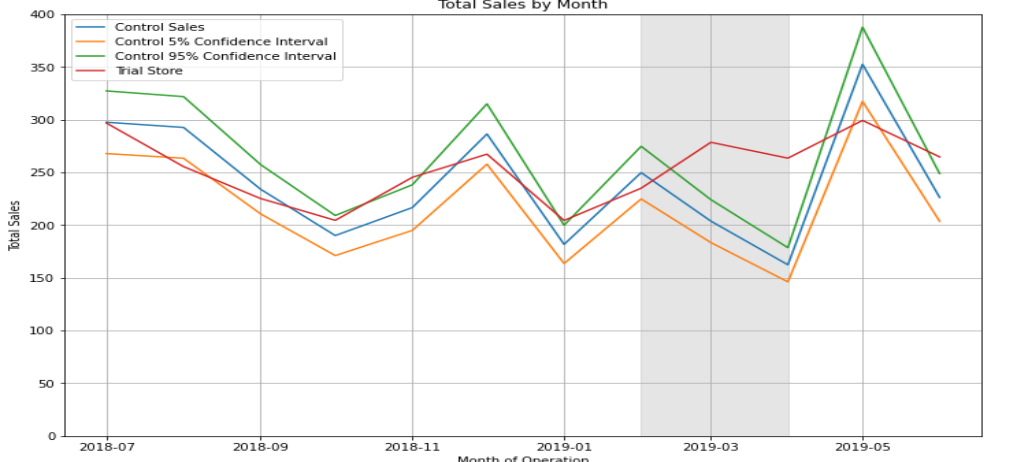 Total Sales by Month
400
350
300
250
200
150
100
50
0
Total Sales
Control Sales
Control 5% Confidence Interval
Control 95% Confidence Interval
Trial Store
2018-07 2018-09 2018-11 2019-01 2019-03 2019-05
Month of Operation